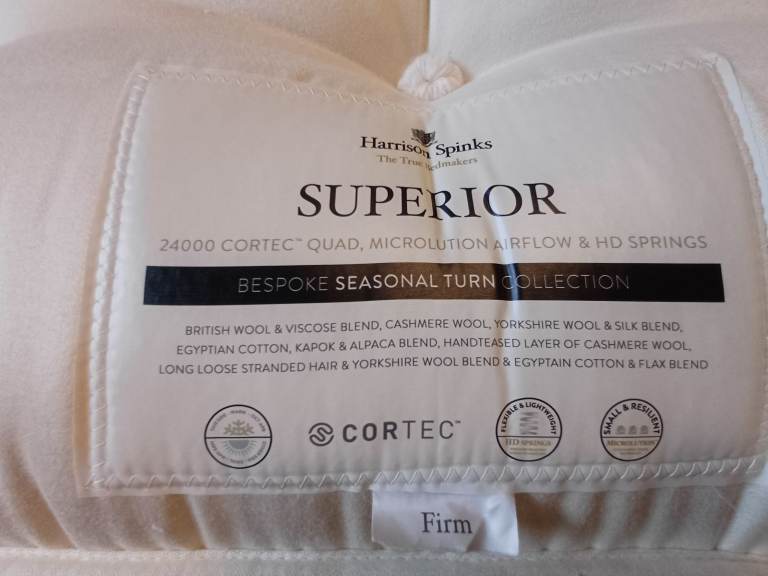 Harrison Spinks
The True Bedmakers
SUPERIOR
24000 CORTEC™ QUAD, MICROLUTION AIRFLOW & HD SPRINGS
BESPOKE SEASONAL TURN COLLECTION
BRITISH WOOL & VISCOSE BLEND, CASHMERE WOOL, YORKSHIRE WOOL & SILK BLEND,
EGYPTIAN COTTON, KAPOK & ALPACA BLEND, HANDTEASED LAYER OF CASHMERE WOOL,
LONG LOOSE STRANDED HAIR & YORKSHIRE WOOL BLEND & EGYPTAIN COTTON & FLAX BLEND
CORTEC™
FLEXIBLE & LIGHTWEIGHT
HD SPRINGS
SMALL & RESILIENT
MICROLUTION
Firm